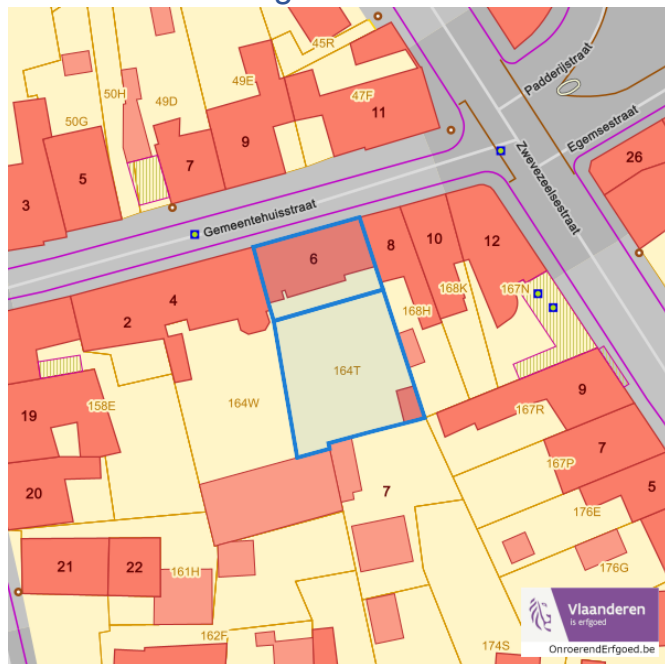 45R
Padderijstraat
50H
49D
49E
47F
50G
11
9
Egemsestraat
5
7
Zwevezeelsestraat
26
3
Gemeentehuisstraat
6
8
10
12
4
2
168K
167N
168H
164T
164W
158E
9
19
167R
7
167P
20
7
5
176E
21
22
161H
176G
162F
174S
Vlaanderen
is erfgoed
OnroerendErfgoed.be